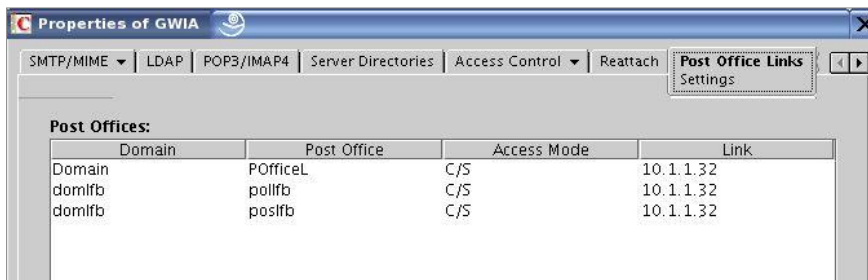 Properties of GWIA
SMTP/MIME LDAP POP3/IMAP4 Server Directories Access Control Reattach Post Office Links
Settings
Post Offices:
Domain Post Office Access Mode Link
Domain POfficeL C/S 10.1.1.32
domlfb pollfb C/S 10.1.1.32
domlfb poslfb C/S 10.1.1.32